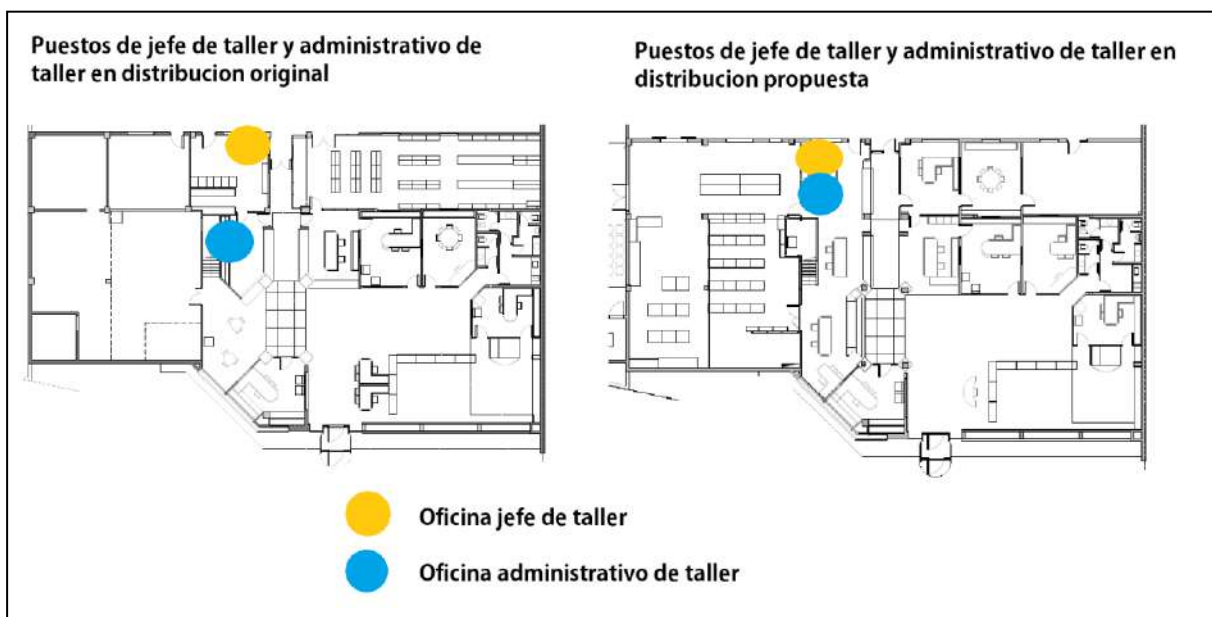 Puestos de jefe de taller y administrativo de
taller en distribucion original
Puestos de jefe de taller y administrativo de taller en
distribucion propuesta
Oficina jefe de taller
Oficina administrativo de taller